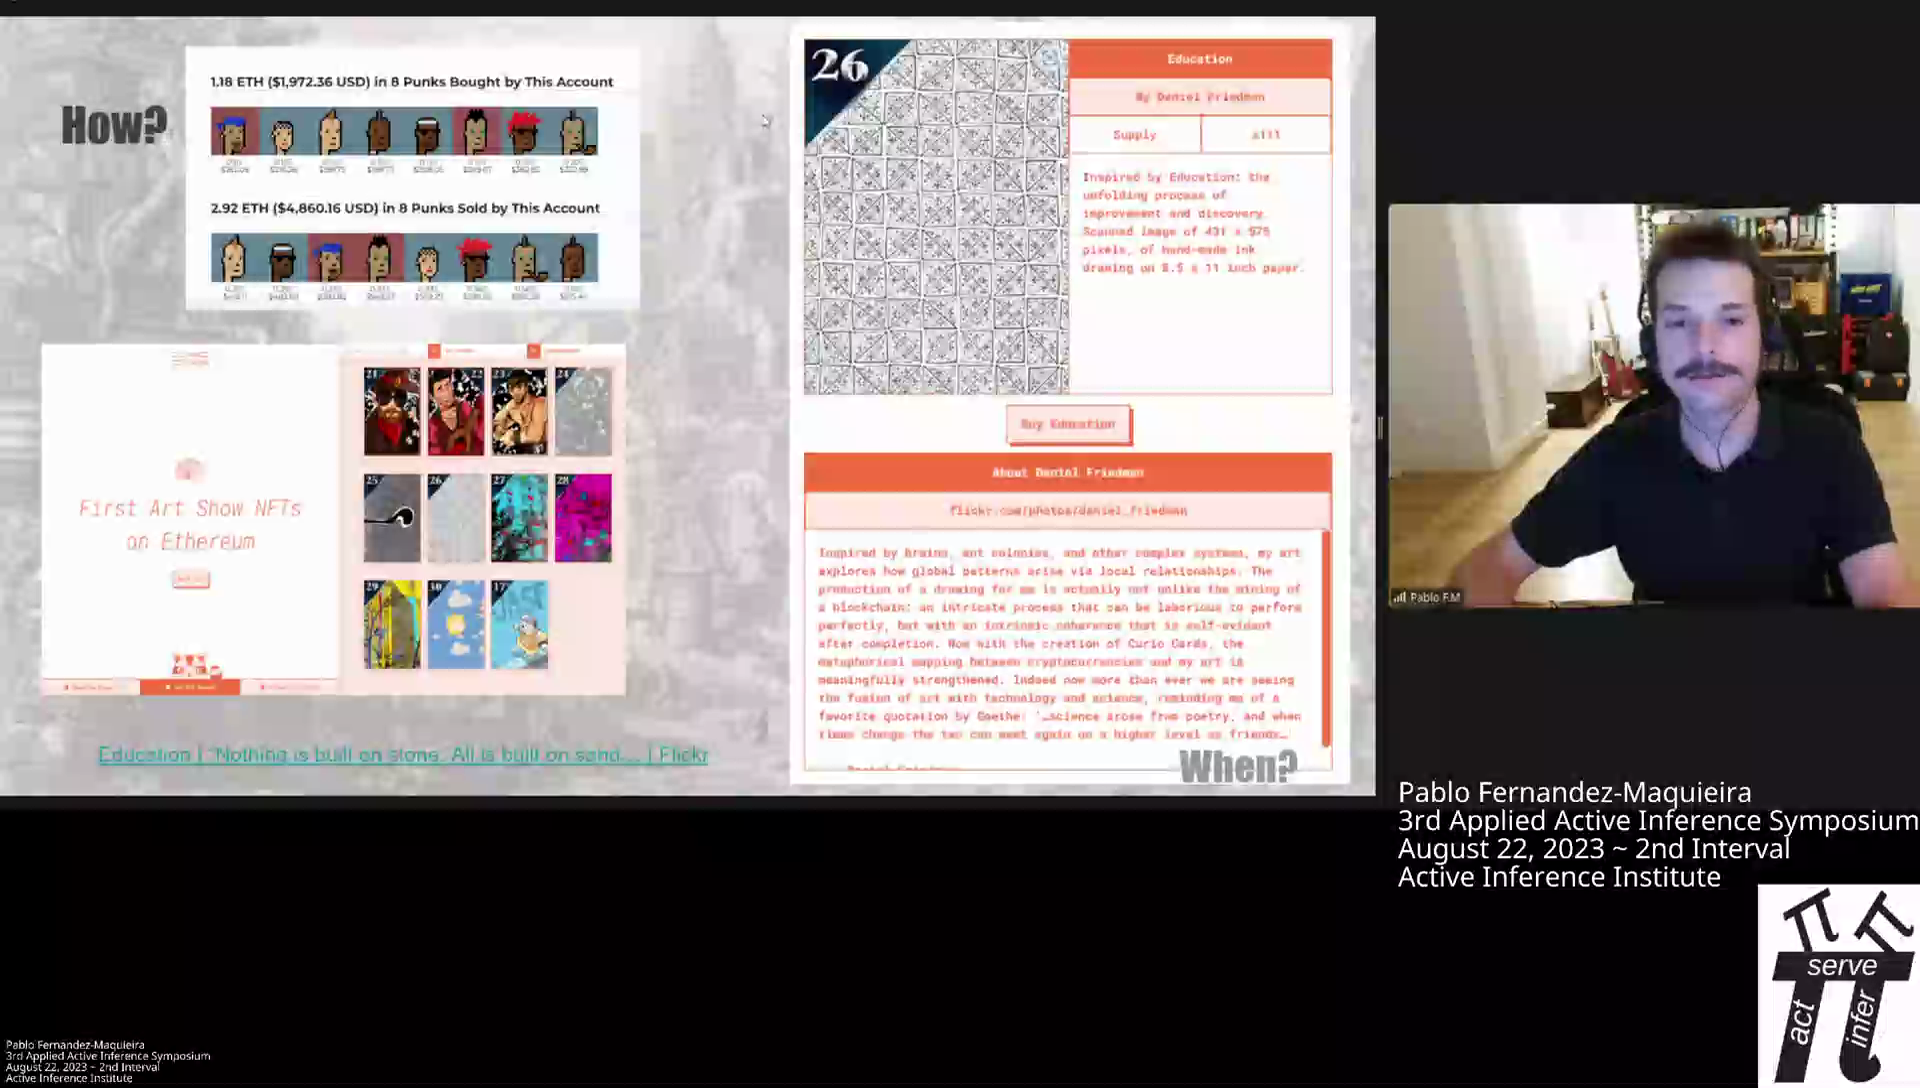 How?
1.18 ETH ($1,972.36 USD) in 8 Punks Bought by This Account
2.92 ETH ($4,860.16 USD) in 8 Punks Sold by This Account
First Art Show NFTs
on Ethereum
21
22
23
24
25
26
27
28
29
30
17
Education | "Nothing is built on stone. All is built on sand.... | Flickr
26
Education
By Daniel Friedman
Supply
Inspired by Education: the
unfolding process of
improvement and discovery.
Scanned image of 431 x 575
pixels, of hand-made ink
drawing on 8.5 x 11 inch paper.
Buy Education
About Daniel Friedman
flickr.com/photos/daniel_friedman
Inspired by brains, ant colonies, and other complex systems, my art
explores how global patterns arise via local relationships. The
production of a drawing for me is actually not unlike the mining of
a blockchain: an intricate process that can be laborious to perform
perfectly, but with an intrinsic coherence that is self-evident
after completion. Now with the creation of Curio Cards, the
metaphorical mapping between cryptocurrencies and my art is
meaningfully strengthened. Indeed now more than ever we are seeing
the fusion of art with technology and science, reminding me of a
favorite quotation by Goethe: "…science arose from poetry, and when
times change the two can meet again on a higher level as friends…"
When?
Pablo F.M
Pablo Fernandez-Maquieira
3rd Applied Active Inference Symposium
August 22, 2023 ~ 2nd Interval
Active Inference Institute
serve
act
infer
Pablo Fernandez-Maquieira
3rd Applied Active Inference Symposium
August 22, 2023 ~ 2nd Interval
Active Inference Institute